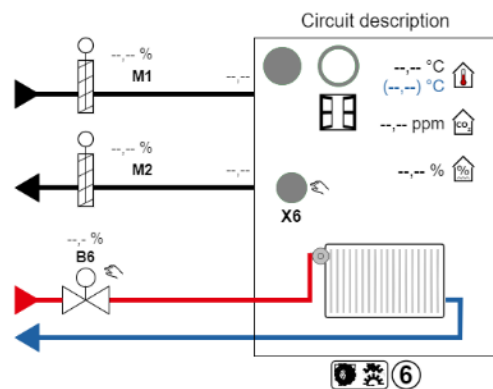 Circuit description
--,-- %
M1
--,--
--,-- °C
(--,--) °C
--,-- ppm
CO₂
--,-- %
M2
--,--
--,-- %
%
X6
--,- %
B6
6